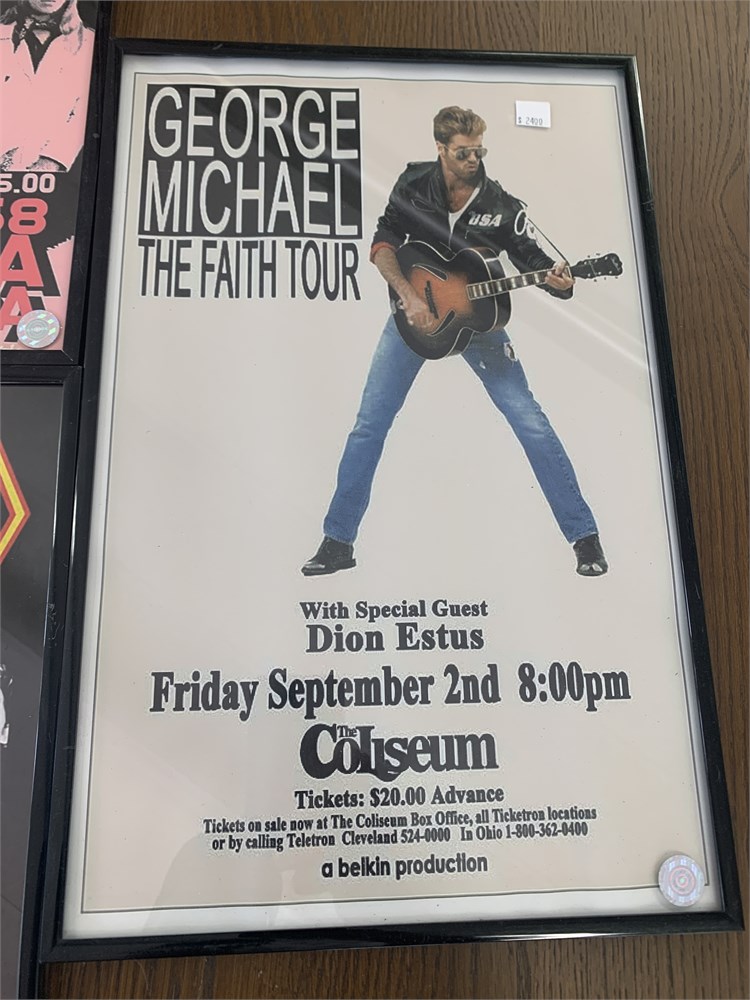 GEORGE
MICHAEL
THE FAITH TOUR
$ 2400
USA
With Special Guest
Dion Estus
Friday September 2nd 8:00pm
The Coliseum
Tickets: $20.00 Advance
Tickets on sale now at The Coliseum Box Office, all Ticketron locations
or by calling Teletron Cleveland 524-0000 In Ohio 1-800-362-0400
a belkin production
5.00
8
A
A